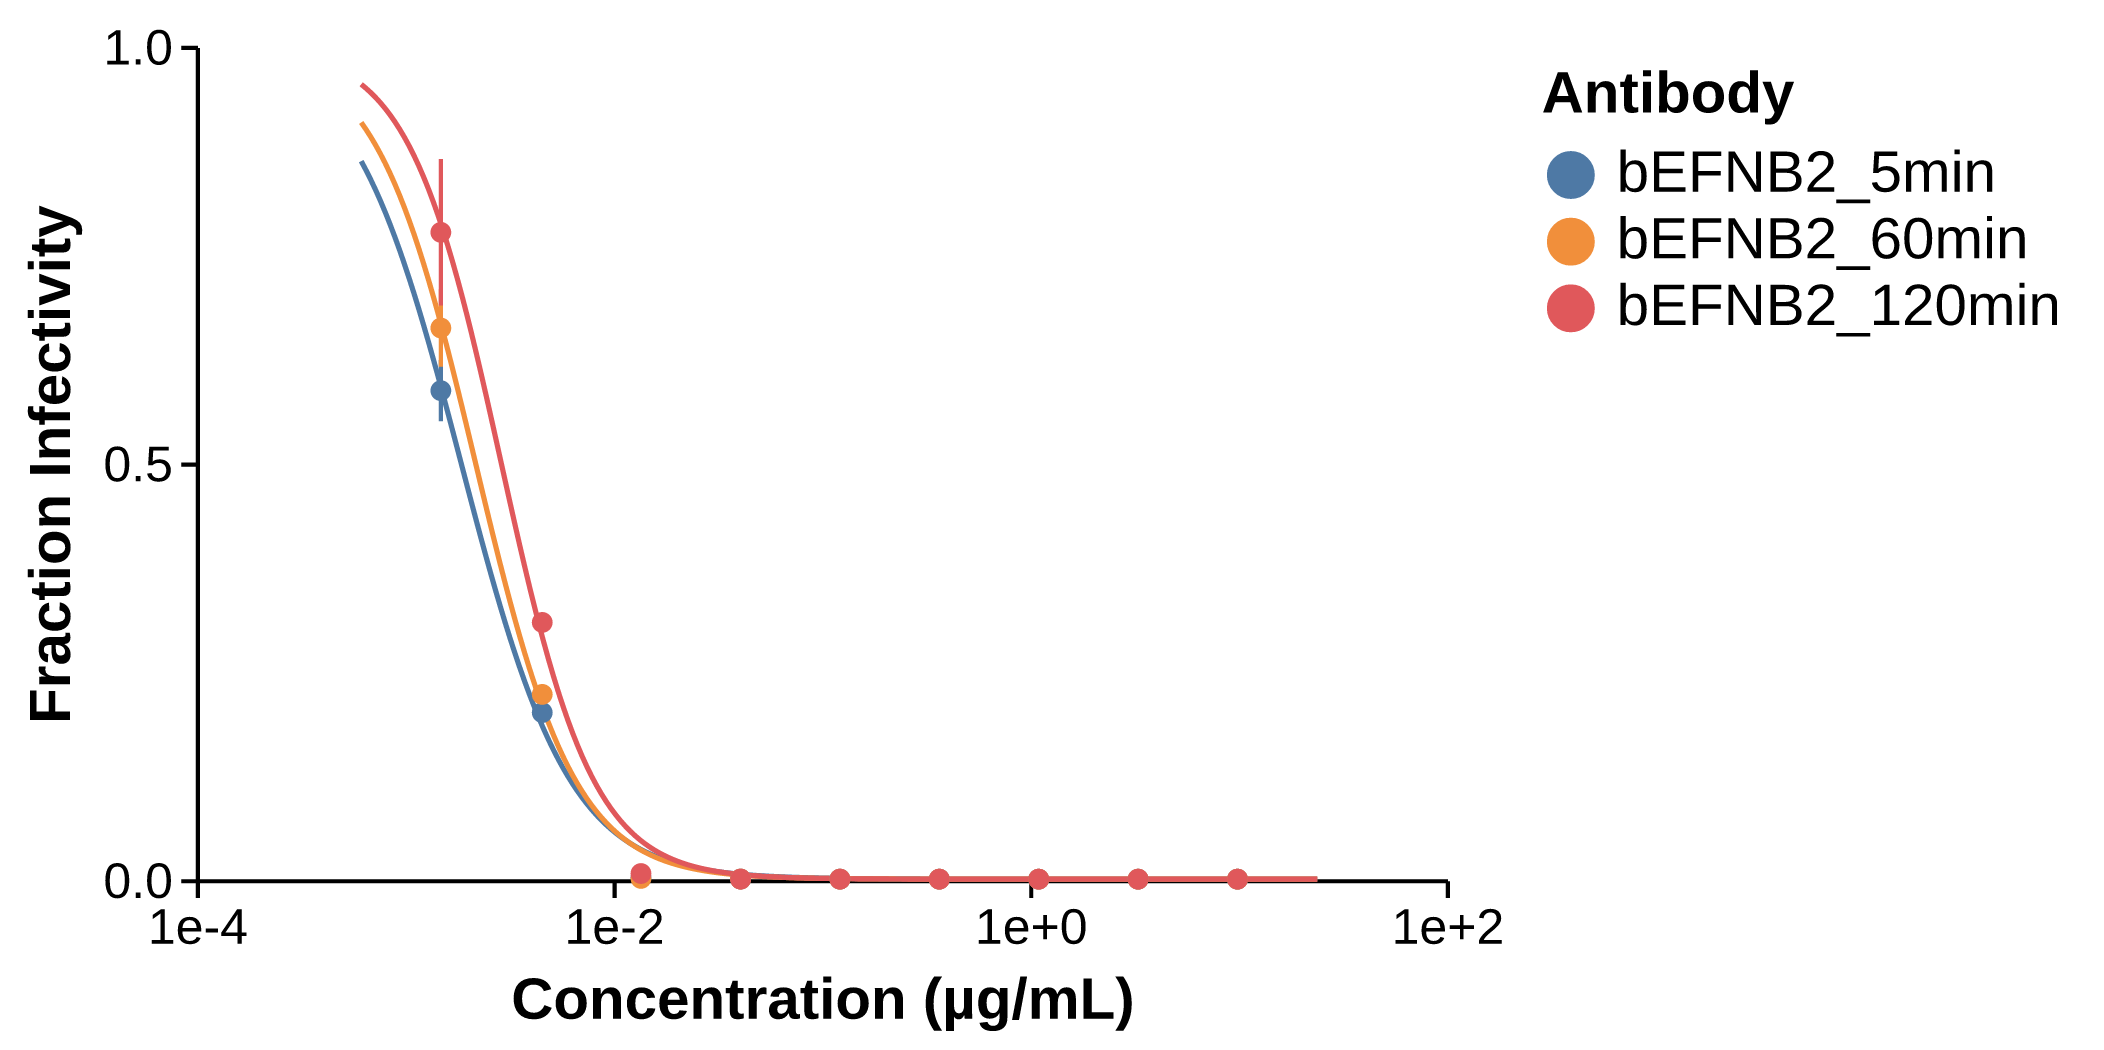 1.0
0.5
0.0
Fraction Infectivity
1e-4
1e-2
1e+0
1e+2
Concentration (µg/mL)
Antibody
bEFNB2_5min
bEFNB2_60min
bEFNB2_120min